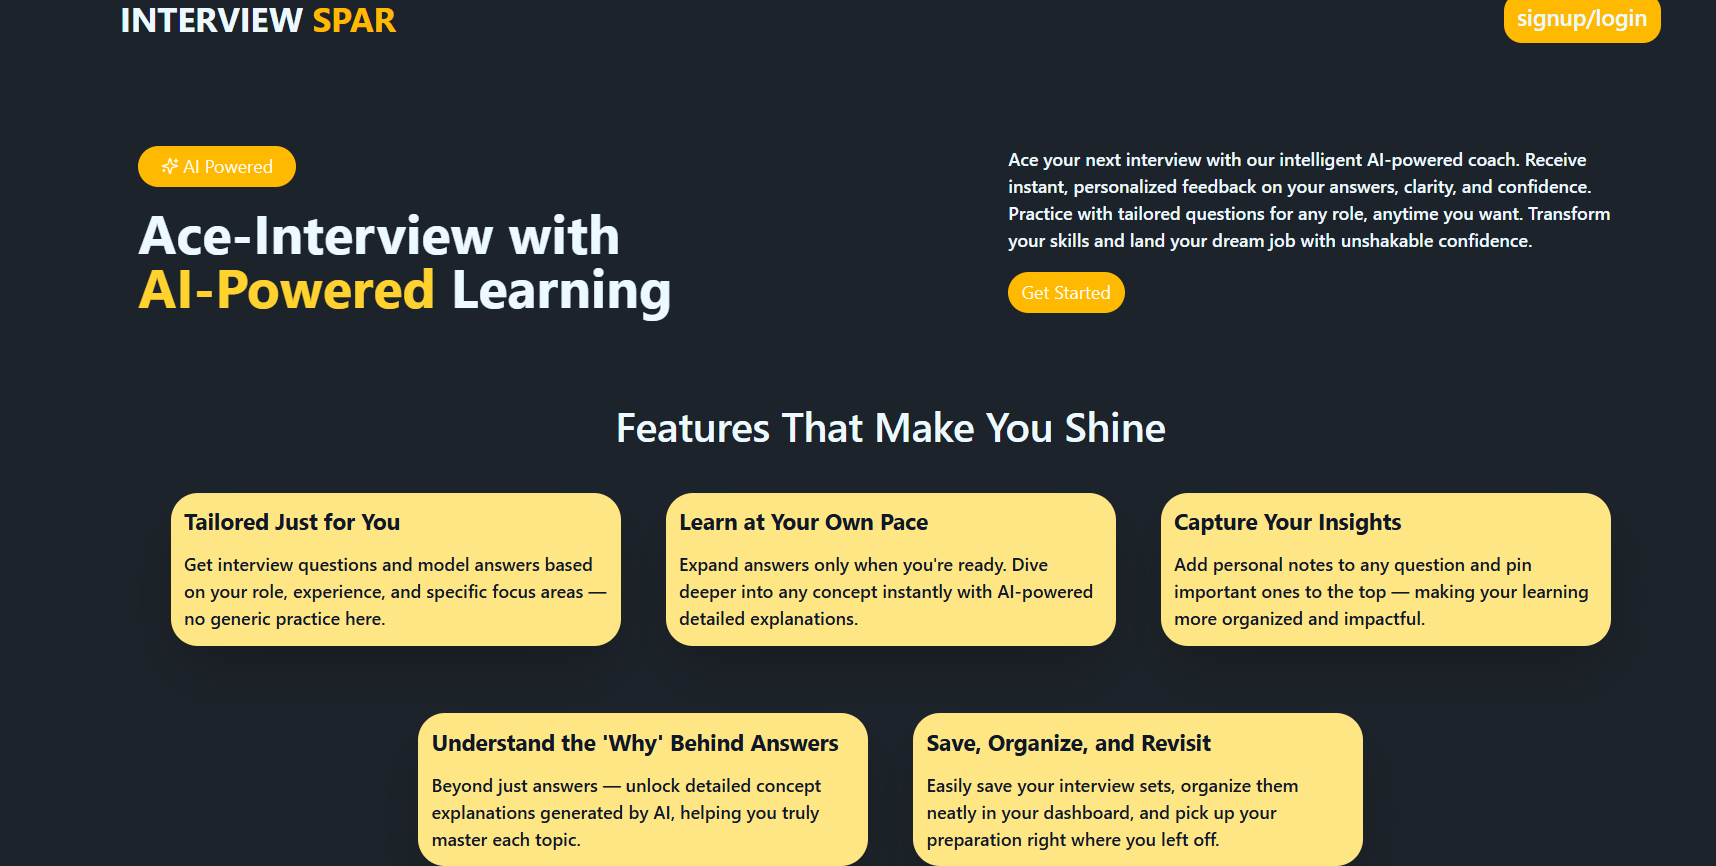 INTERVIEW SPAR
signup/login
AI Powered
Ace-Interview with
AI-Powered Learning
Ace your next interview with our intelligent AI-powered coach. Receive
instant, personalized feedback on your answers, clarity, and confidence.
Practice with tailored questions for any role, anytime you want. Transform
your skills and land your dream job with unshakable confidence.
Get Started
Features That Make You Shine
Tailored Just for You
Get interview questions and model answers based
on your role, experience, and specific focus areas —
no generic practice here.
Learn at Your Own Pace
Expand answers only when you're ready. Dive
deeper into any concept instantly with AI-powered
detailed explanations.
Capture Your Insights
Add personal notes to any question and pin
important ones to the top — making your learning
more organized and impactful.
Understand the 'Why' Behind Answers
Beyond just answers — unlock detailed concept
explanations generated by AI, helping you truly
master each topic.
Save, Organize, and Revisit
Easily save your interview sets, organize them
neatly in your dashboard, and pick up your
preparation right where you left off.